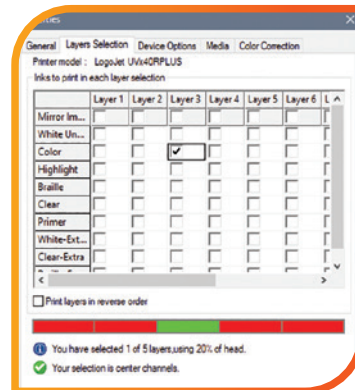 General Layers Selection Device Options Media Color Correction
Printer model : LogoJet UVx40RPLUS
Inks to print in each layer selection
Layer 1 Layer 2 Layer 3 Layer 4 Layer 5 Layer 6 L
Mirror Im...
White Un...
Color
Highlight
Braille
Clear
Primer
White-Ext...
Clear-Extra
Print layers in reverse order
You have selected 1 of 5 layers,using 20% of head.
Your selection is center channels.